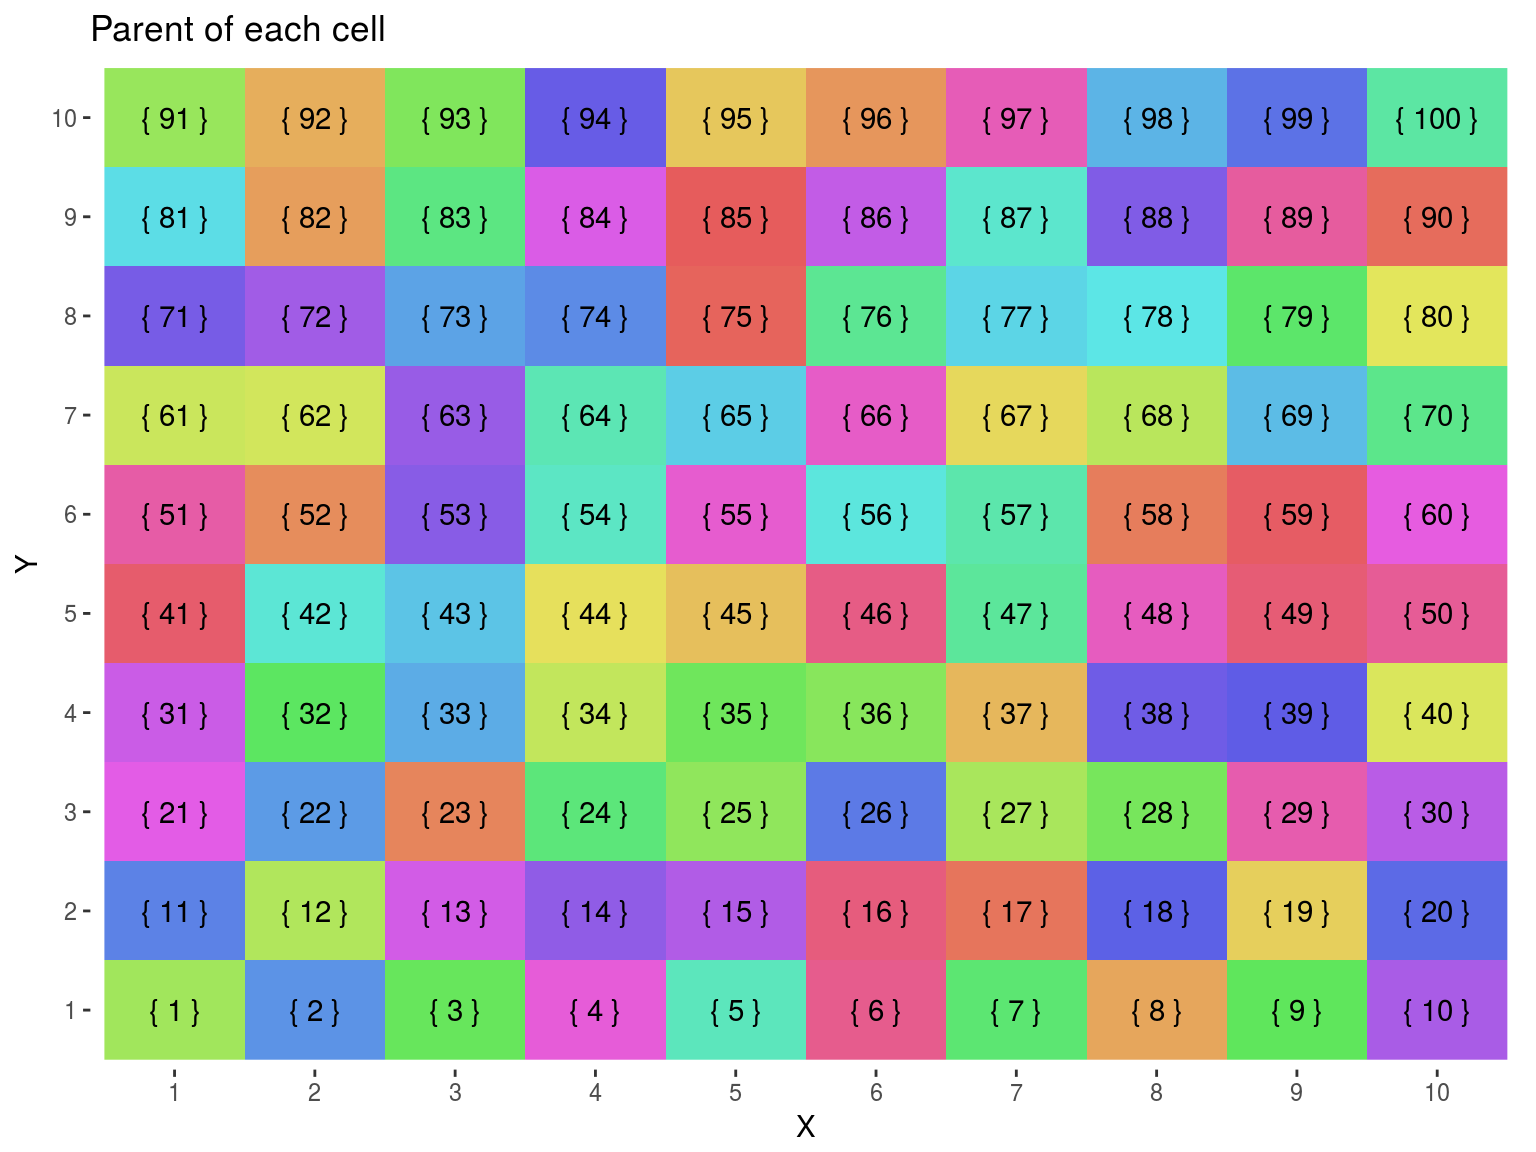 Parent of each cell
10 { 91 } { 92 } { 93 } { 94 } { 95 } { 96 } { 97 } { 98 } { 99 } { 100 }
9 { 81 } { 82 } { 83 } { 84 } { 85 } { 86 } { 87 } { 88 } { 89 } { 90 }
8 { 71 } { 72 } { 73 } { 74 } { 75 } { 76 } { 77 } { 78 } { 79 } { 80 }
7 { 61 } { 62 } { 63 } { 64 } { 65 } { 66 } { 67 } { 68 } { 69 } { 70 }
6 { 51 } { 52 } { 53 } { 54 } { 55 } { 56 } { 57 } { 58 } { 59 } { 60 }
Y
5 { 41 } { 42 } { 43 } { 44 } { 45 } { 46 } { 47 } { 48 } { 49 } { 50 }
4 { 31 } { 32 } { 33 } { 34 } { 35 } { 36 } { 37 } { 38 } { 39 } { 40 }
3 { 21 } { 22 } { 23 } { 24 } { 25 } { 26 } { 27 } { 28 } { 29 } { 30 }
2 { 11 } { 12 } { 13 } { 14 } { 15 } { 16 } { 17 } { 18 } { 19 } { 20 }
1 { 1 } { 2 } { 3 } { 4 } { 5 } { 6 } { 7 } { 8 } { 9 } { 10 }
1 2 3 4 5 6 7 8 9 10
X